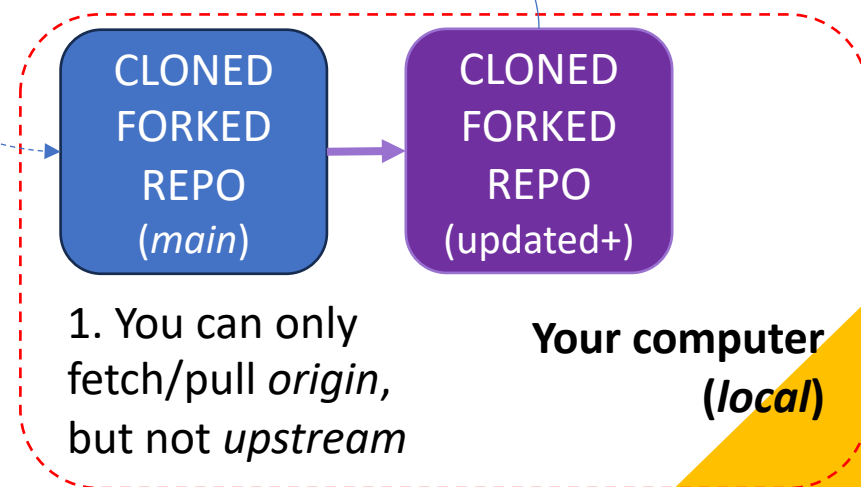 CLONED
FORKED
REPO
(main)
CLONED
FORKED
REPO
(updated+)
1. You can only
fetch/pull origin,
but not upstream
Your computer
(local)